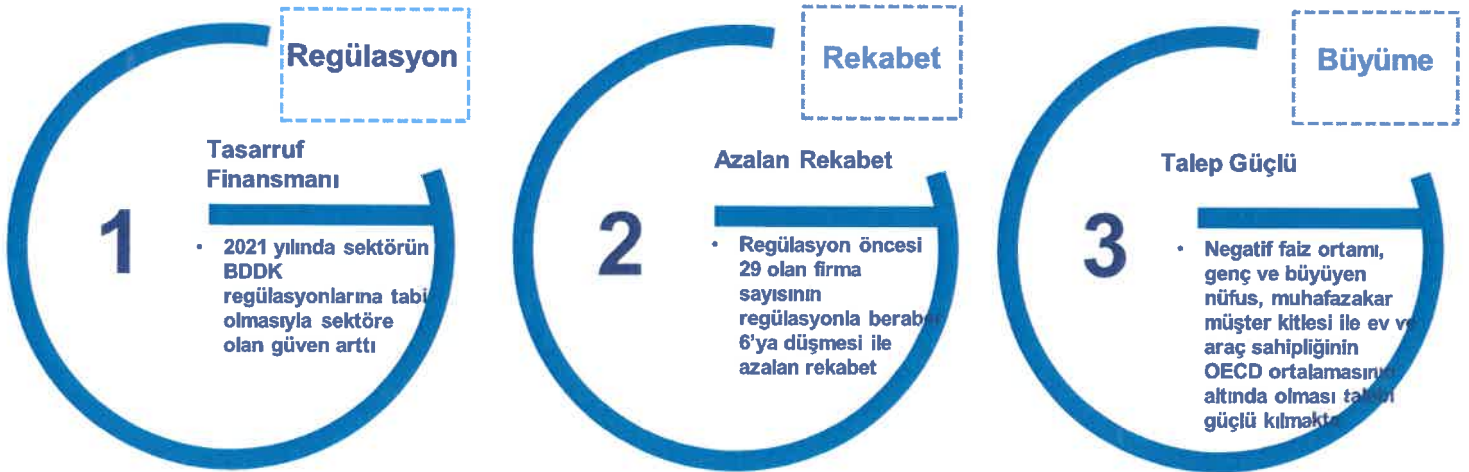 Regülasyon
Tasarruf
Finansmanı
1
• 2021 yılında sektörün
BDDK
regülasyonlarına tabi
olmasıyla sektöre
olan güven arttı
Rekabet
Azalan Rekabet
2
• Regülasyon öncesi
29 olan firma
sayısının
regülasyonla beraber
6'ya düşmesi ile
azalan rekabet
Büyüme
Talep Güçlü
3
• Negatif faiz ortamı,
genç ve büyüyen
nüfus, muhafazakar
müşter kitlesi ile ev ve
araç sahipliğinin
OECD ortalamasının
altında olması talebi
güçlü kılmakta